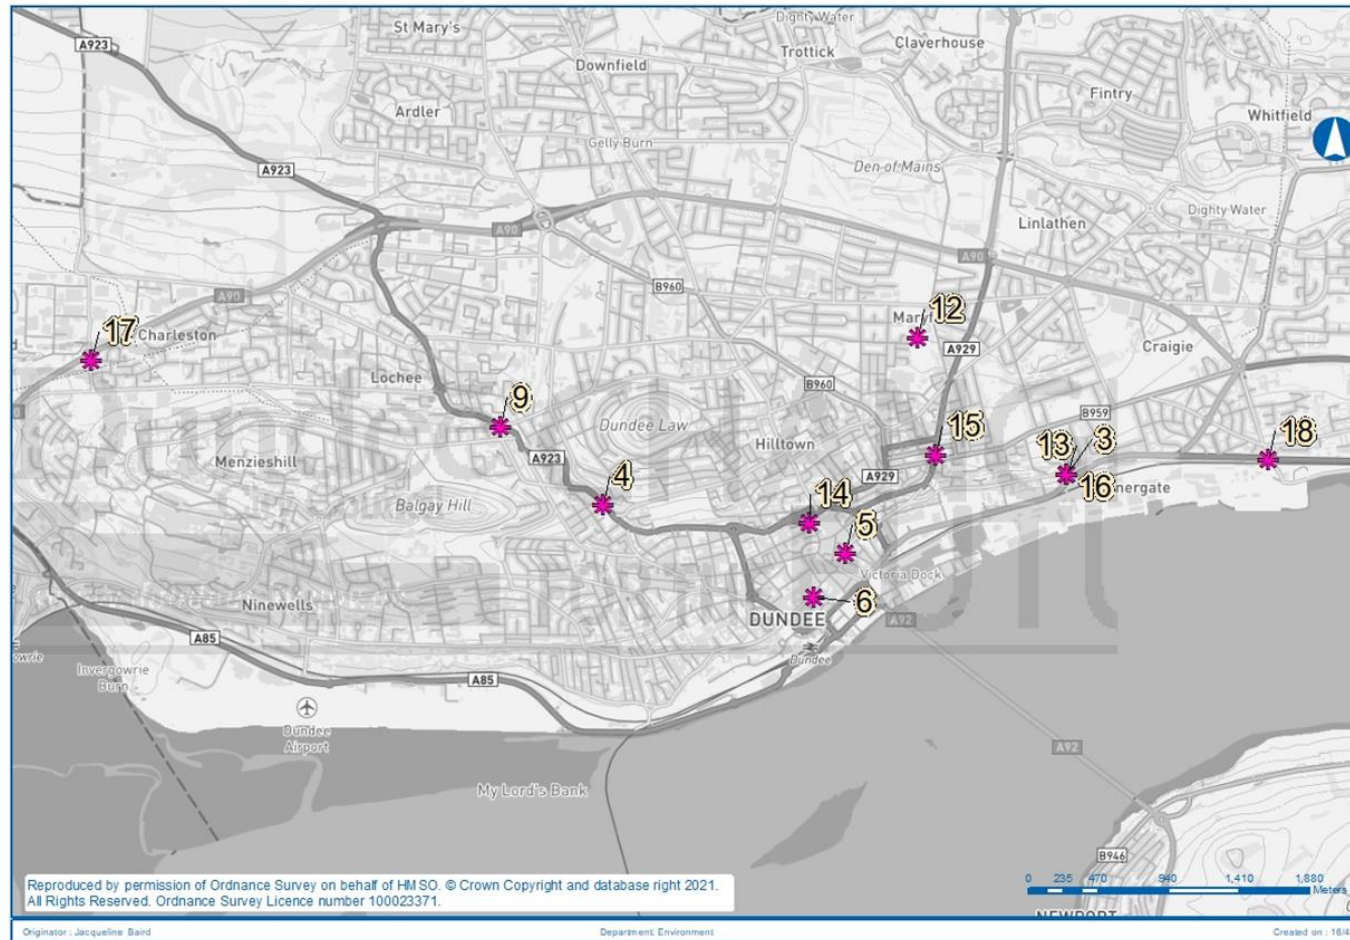 A923
St Mary's
Dighty Water
Trottick
Claverhouse
Downfield
Fintry
Ardler
Whitfield
Gelly Burn
A923
Den of Mains
Linlathen
Dighty Water
A90
A90
B960
A90
12
17
Charleston
A929
Craigie
Lochee
B960
9
B959
Dundee Law
15
Hilltown
13
3
18
Menzieshill
A923
4
A929
14
16
Balgay Hill
5
Victoria Dock
Ninewells
6
DUNDEE
A92
A85
Dundee
Invergowrie
Burn
A85
Dundee
Airport
A92
My Lord's Bank
B946
Reproduced by permission of Ordnance Survey on behalf of HMSO. © Crown Copyright and database right 2021.
All Rights Reserved. Ordnance Survey Licence number 100023371.
0 235 470 940 1,410 1,880
Meters
NEWPORT
Originator : Jacqueline Baird
Department: Environment
Created on : 16/4